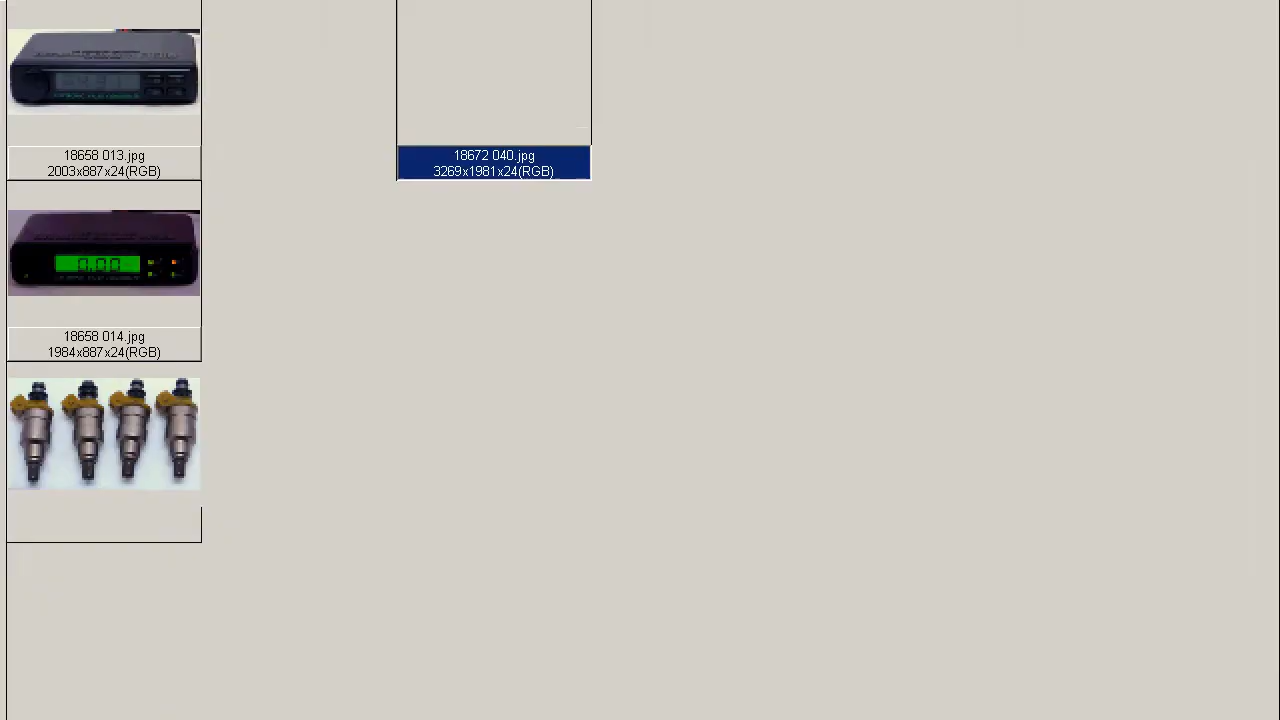 18658 013.jpg
2003x887x24(RGB)
18672 040.jpg
3269x1981x24(RGB)
0.00
18658 014.jpg
1984x887x24(RGB)